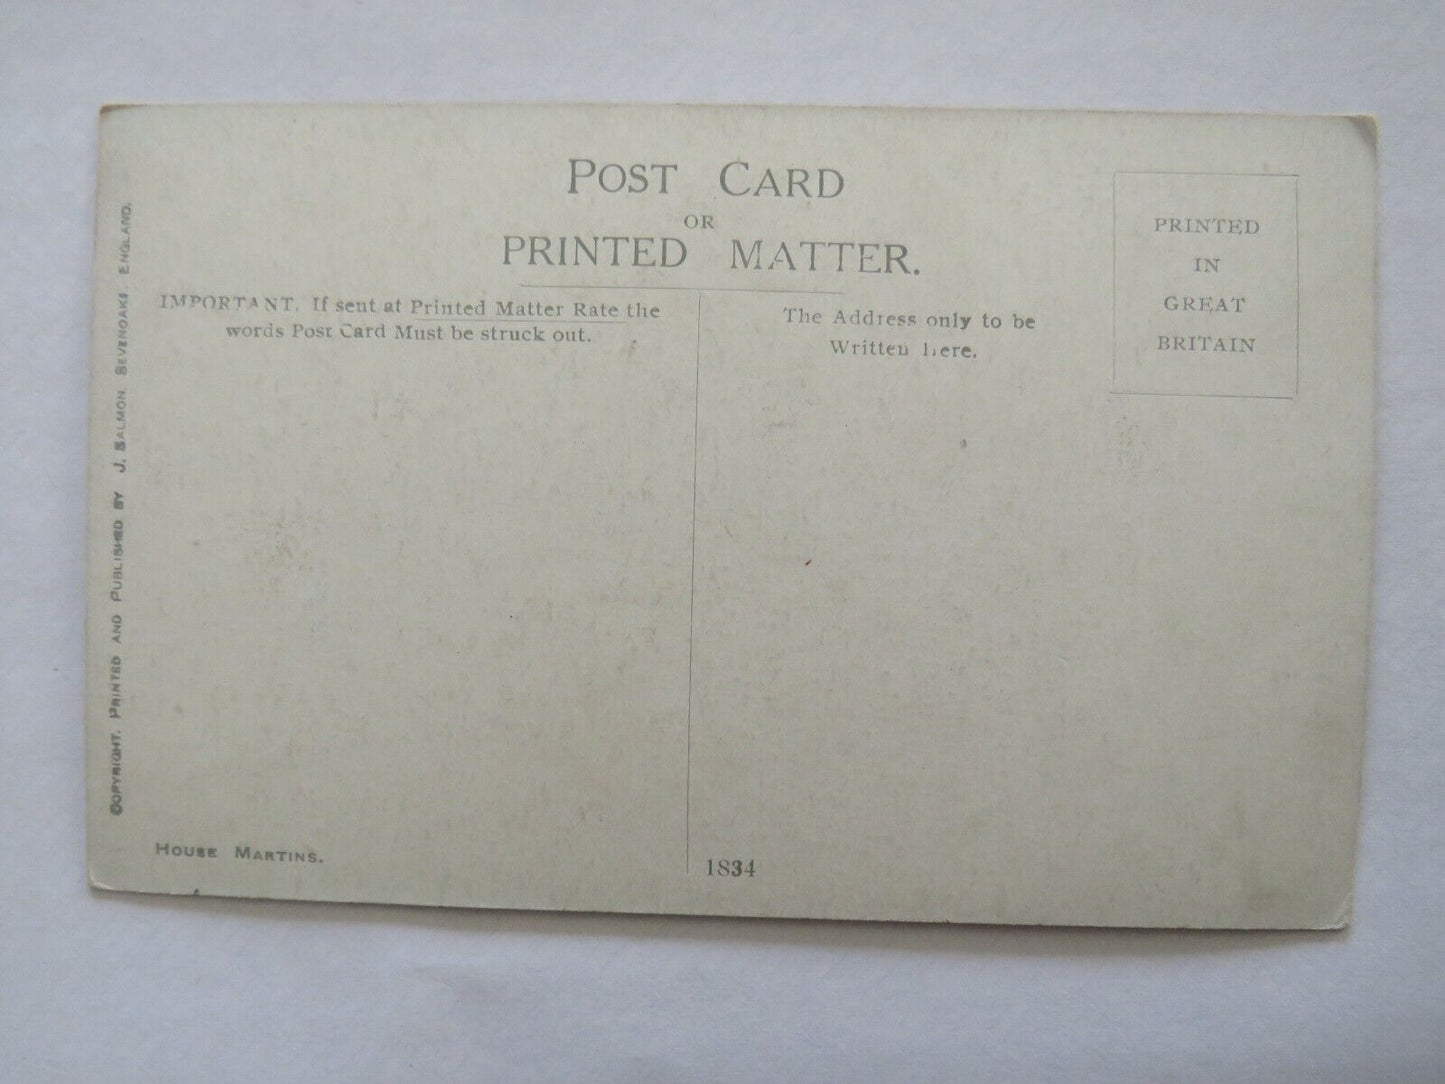 POST CARD
OR
PRINTED MATTER.
IMPORTANT. If sent at Printed Matter Rate the
words Post Card Must be struck out.
The Address only to be
Written here.
PRINTED
IN
GREAT
BRITAIN
COPYRIGHT. PRINTED AND PUBLISHED BY J. SALMON. SEVENOAKS. ENGLAND.
HOUSE MARTINS.
1834